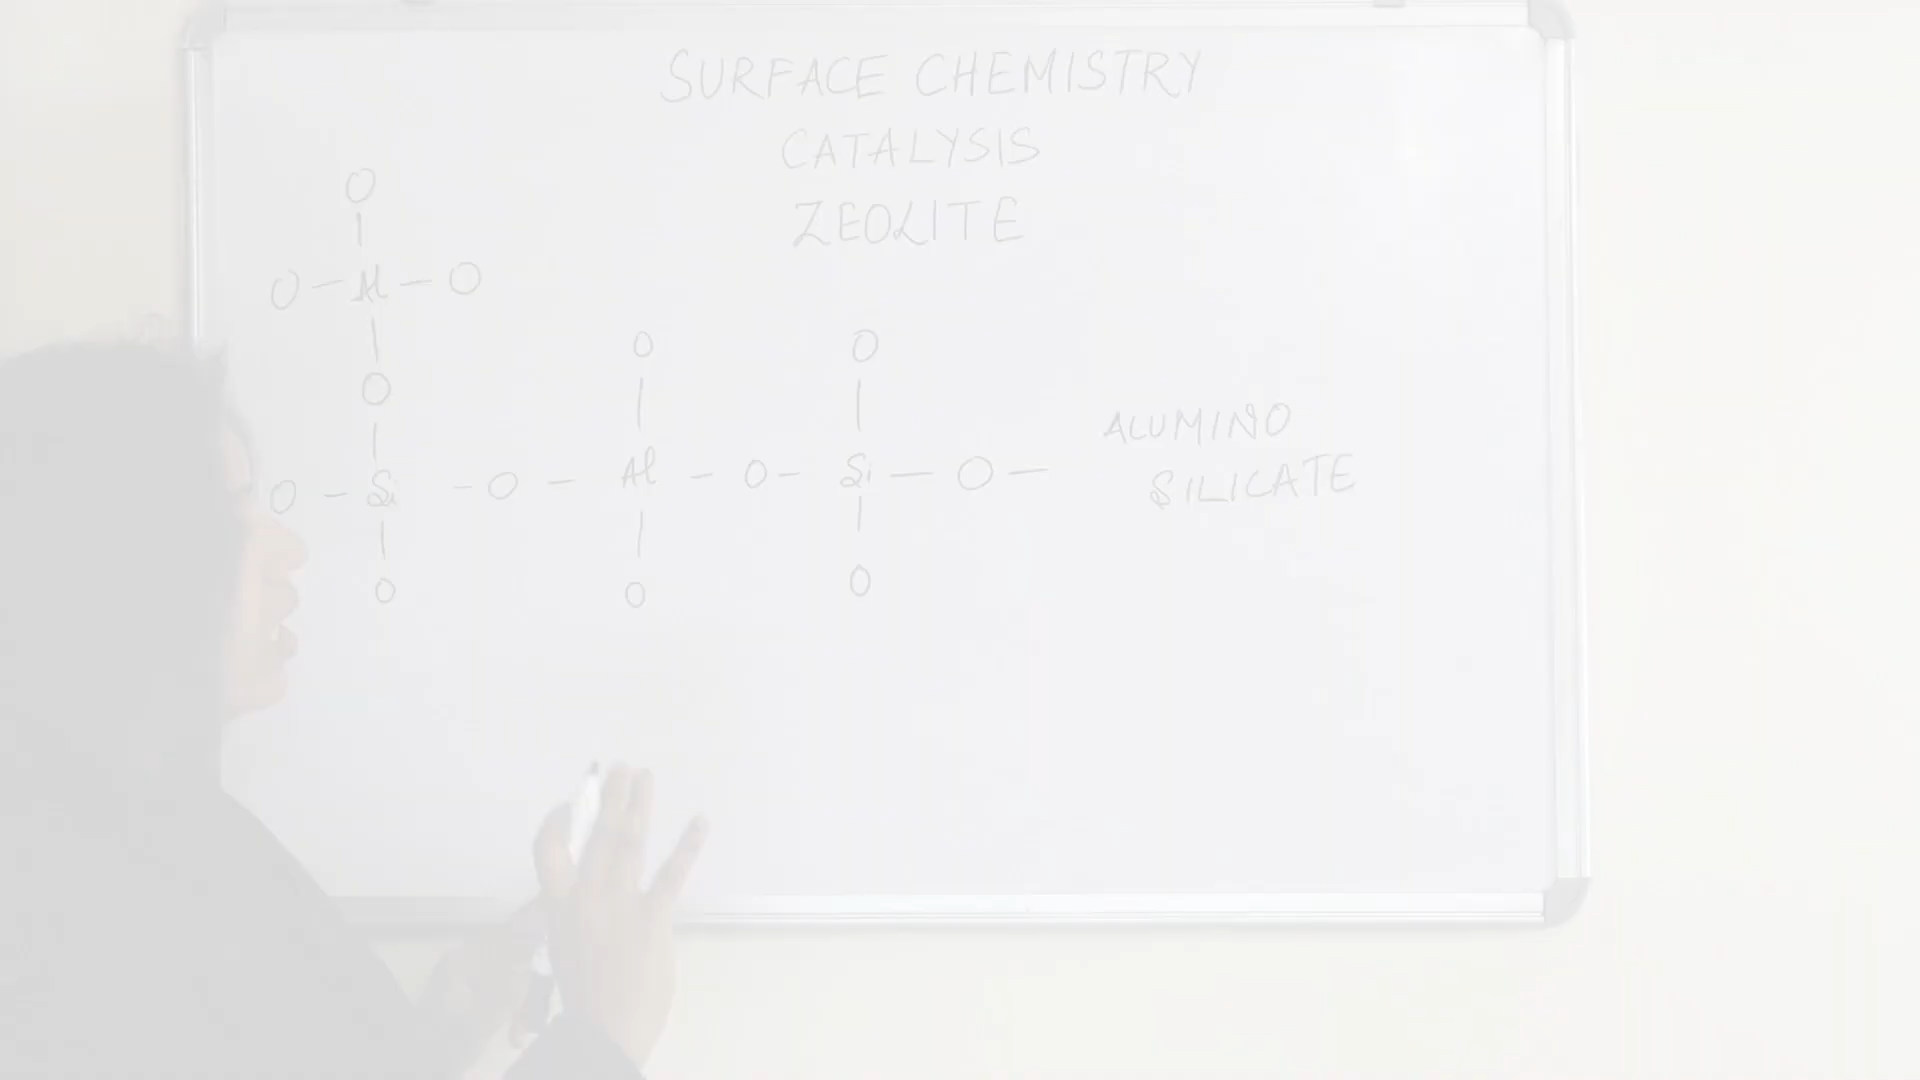 SURFACE CHEMISTRY
CATALYSIS
ZEOLITE
O
O - Al - O
O O O
O - Si - O - Al - O - Si - O -
O O O
ALUMINO
SILICATE